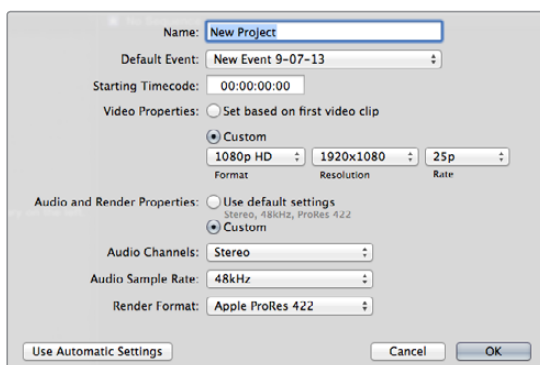 Name: New Project
Default Event: New Event 9-07-13
Starting Timecode: 00:00:00:00
Video Properties: Set based on first video clip
Custom
1080p HD 1920x1080 25p
Format Resolution Rate
Audio and Render Properties: Use default settings
Stereo, 48kHz, ProRes 422
Custom
Audio Channels: Stereo
Audio Sample Rate: 48kHz
Render Format: Apple ProRes 422
Use Automatic Settings Cancel OK